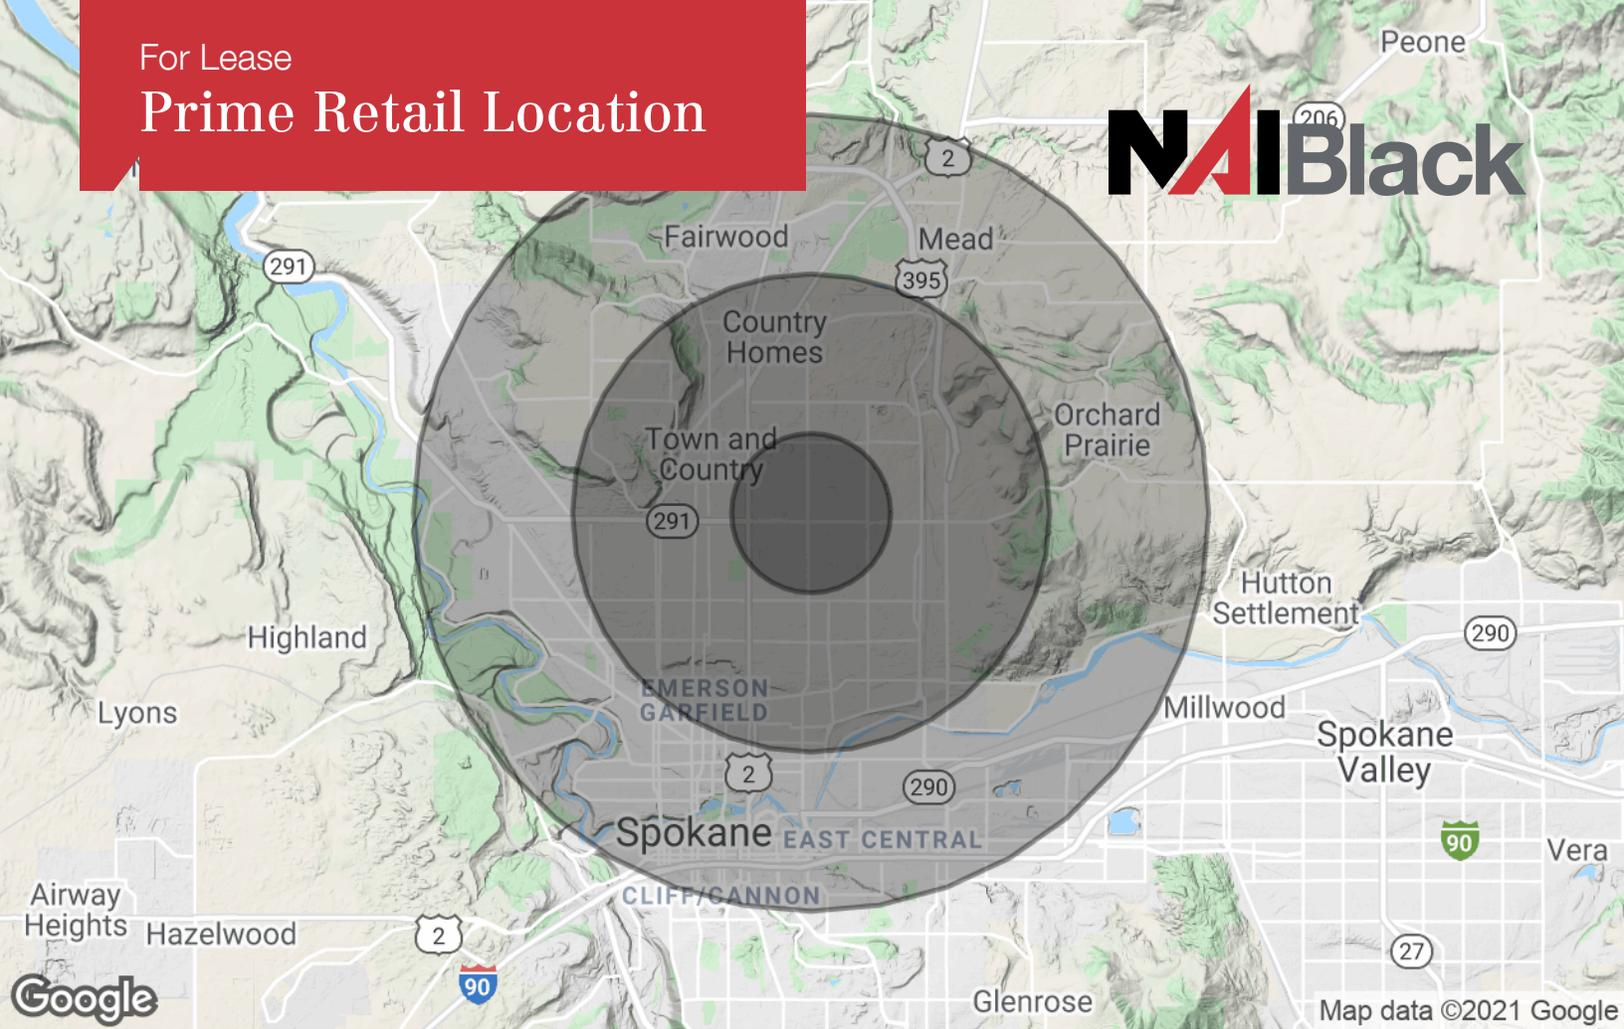 For Lease
Prime Retail Location
NAIBlack
Peone
206
2
Fairwood
Mead
291
395
Country
Homes
Orchard
Prairie
Town and
Country
291
Hutton
Settlement
290
Highland
EMERSON
GARFIELD
Lyons
Millwood
Spokane
Valley
2
290
Spokane
EAST CENTRAL
90
Vera
CLIFF/CANNON
Airway
Heights
Hazelwood
2
27
90
Google
Glenrose
Map data ©2021 Google